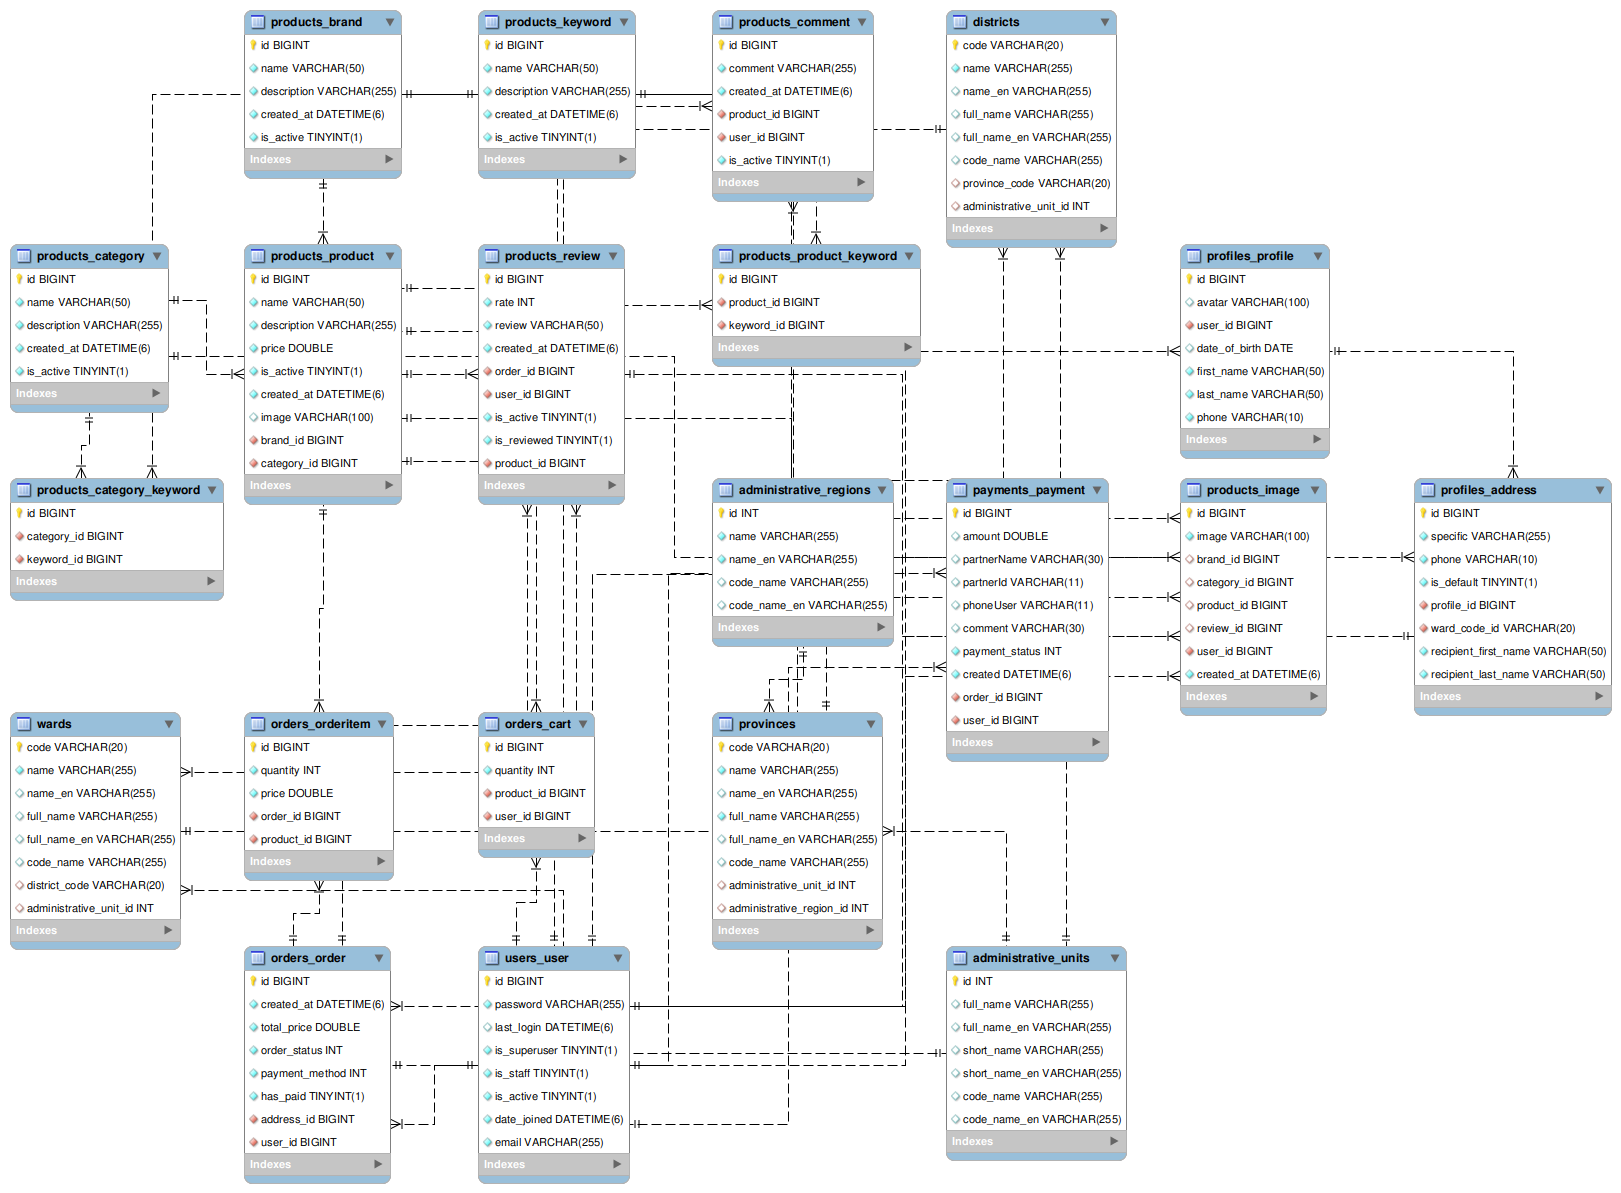 products_brand
id BIGINT
name VARCHAR(50)
description VARCHAR(255)
created_at DATETIME(6)
is_active TINYINT(1)
Indexes
products_keyword
id BIGINT
name VARCHAR(50)
description VARCHAR(255)
created_at DATETIME(6)
is_active TINYINT(1)
Indexes
products_comment
id BIGINT
comment VARCHAR(255)
created_at DATETIME(6)
product_id BIGINT
user_id BIGINT
is_active TINYINT(1)
Indexes
districts
code VARCHAR(20)
name VARCHAR(255)
name_en VARCHAR(255)
full_name VARCHAR(255)
full_name_en VARCHAR(255)
code_name VARCHAR(255)
province_code VARCHAR(20)
administrative_unit_id INT
Indexes
products_category
id BIGINT
name VARCHAR(50)
description VARCHAR(255)
created_at DATETIME(6)
is_active TINYINT(1)
Indexes
products_product
id BIGINT
name VARCHAR(50)
description VARCHAR(255)
price DOUBLE
is_active TINYINT(1)
created_at DATETIME(6)
image VARCHAR(100)
brand_id BIGINT
category_id BIGINT
Indexes
products_review
id BIGINT
rate INT
review VARCHAR(50)
created_at DATETIME(6)
order_id BIGINT
user_id BIGINT
is_active TINYINT(1)
is_reviewed TINYINT(1)
product_id BIGINT
Indexes
products_product_keyword
id BIGINT
product_id BIGINT
keyword_id BIGINT
Indexes
profiles_profile
id BIGINT
avatar VARCHAR(100)
user_id BIGINT
date_of_birth DATE
first_name VARCHAR(50)
last_name VARCHAR(50)
phone VARCHAR(10)
Indexes
products_category_keyword
id BIGINT
category_id BIGINT
keyword_id BIGINT
Indexes
administrative_regions
id INT
name VARCHAR(255)
name_en VARCHAR(255)
code_name VARCHAR(255)
code_name_en VARCHAR(255)
Indexes
payments_payment
id BIGINT
amount DOUBLE
partnerName VARCHAR(30)
partnerId VARCHAR(11)
phoneUser VARCHAR(11)
comment VARCHAR(30)
payment_status INT
created DATETIME(6)
order_id BIGINT
user_id BIGINT
Indexes
products_image
id BIGINT
image VARCHAR(100)
brand_id BIGINT
category_id BIGINT
product_id BIGINT
review_id BIGINT
user_id BIGINT
created_at DATETIME(6)
Indexes
profiles_address
id BIGINT
specific VARCHAR(255)
phone VARCHAR(10)
is_default TINYINT(1)
profile_id BIGINT
ward_code_id VARCHAR(20)
recipient_first_name VARCHAR(50)
recipient_last_name VARCHAR(50)
Indexes
wards
code VARCHAR(20)
name VARCHAR(255)
name_en VARCHAR(255)
full_name VARCHAR(255)
full_name_en VARCHAR(255)
code_name VARCHAR(255)
district_code VARCHAR(20)
administrative_unit_id INT
Indexes
orders_orderitem
id BIGINT
quantity INT
price DOUBLE
order_id BIGINT
product_id BIGINT
Indexes
orders_cart
id BIGINT
quantity INT
product_id BIGINT
user_id BIGINT
Indexes
provinces
code VARCHAR(20)
name VARCHAR(255)
name_en VARCHAR(255)
full_name VARCHAR(255)
full_name_en VARCHAR(255)
code_name VARCHAR(255)
administrative_unit_id INT
administrative_region_id INT
Indexes
orders_order
id BIGINT
created_at DATETIME(6)
total_price DOUBLE
order_status INT
payment_method INT
has_paid TINYINT(1)
address_id BIGINT
user_id BIGINT
Indexes
users_user
id BIGINT
password VARCHAR(255)
last_login DATETIME(6)
is_superuser TINYINT(1)
is_staff TINYINT(1)
is_active TINYINT(1)
date_joined DATETIME(6)
email VARCHAR(255)
Indexes
administrative_units
id INT
full_name VARCHAR(255)
full_name_en VARCHAR(255)
short_name VARCHAR(255)
short_name_en VARCHAR(255)
code_name VARCHAR(255)
code_name_en VARCHAR(255)
Indexes